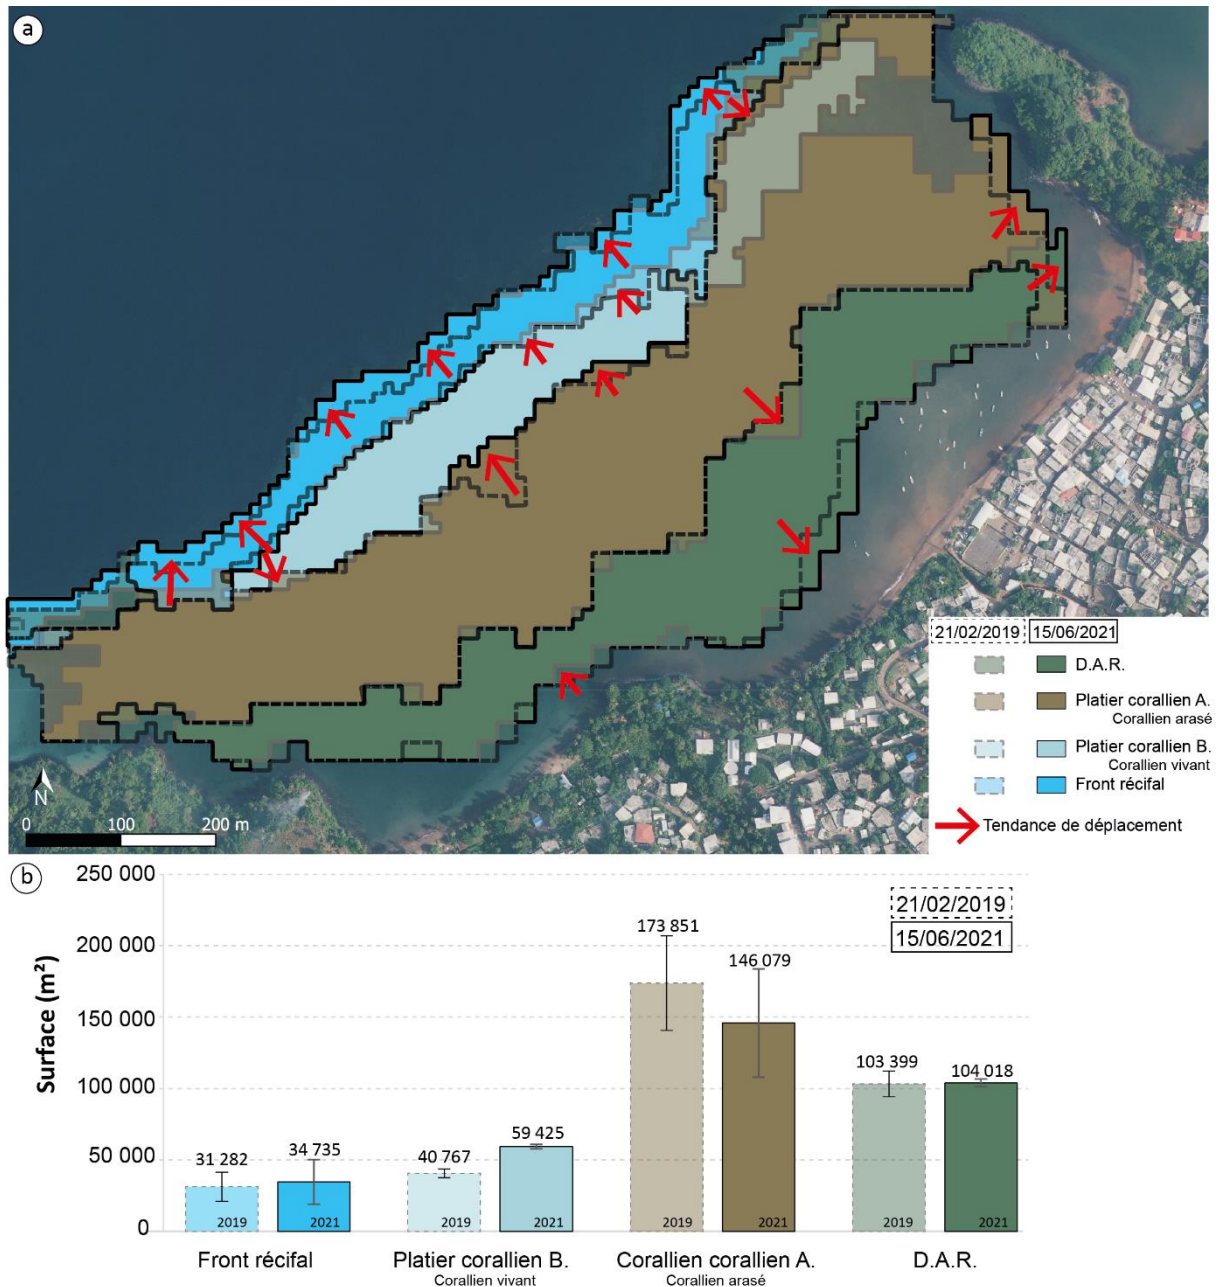 a
21/02/2019 15/06/2021
D.A.R.
Platier corallien A.
Corallien arasé
Platier corallien B.
Corallien vivant
Front récifal
Tendance de déplacement
N
0 100 200 m
b
Surface (m²)
250 000
200 000
150 000
100 000
50 000
0
21/02/2019
15/06/2021
31 282
34 735
40 767
59 425
173 851
146 079
103 399
104 018
2019 2021 2019 2021 2019 2021 2019 2021
Front récifal Platier corallien B. Corallien corallien A. D.A.R.
Corallien vivant Corallien arasé